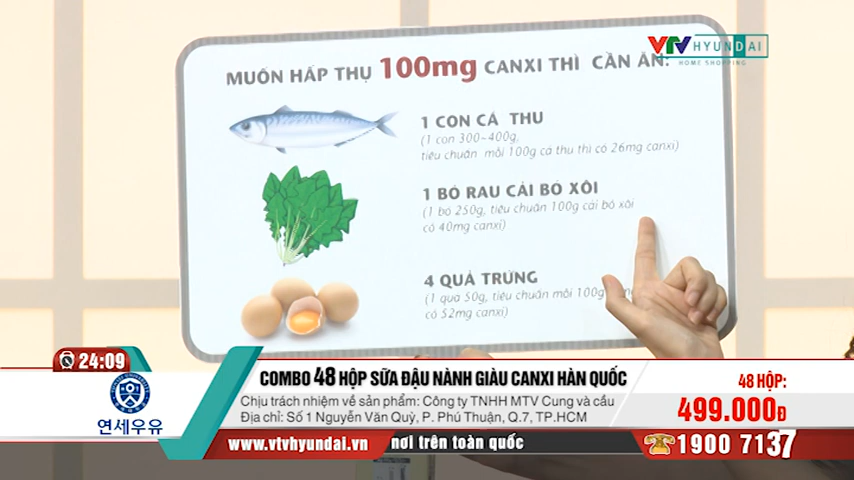 VTV HYUNDAI
HOME SHOPPING
MUỐN HẤP THỤ 100mg CANXI THÌ CẦN ĂN:
1 CON CÁ THU
(1 con 300-400g,
tiêu chuẩn mỗi 100g cá thu thì có 26mg canxi)
1 BÓ RAU CẢI BÓ XÔI
(1 bó 250g, tiêu chuẩn 100g cải bó xôi
có 40mg canxi)
4 QUẢ TRỨNG
(1 quả 50g, tiêu chuẩn mỗi 100g
có 52mg canxi)
24:09
COMBO 48 HỘP SỮA ĐẬU NÀNH GIÀU CANXI HÀN QUỐC
48 HỘP:
Chịu trách nhiệm về sản phẩm: Công ty TNHH MTV Cung và cầu
499.000Đ
Địa chỉ: Số 1 Nguyễn Văn Quỳ, P. Phú Thuận, Q.7, TP.HCM
연세우유
www.vtvhyundai.vn
nơi trên toàn quốc
1900 7137